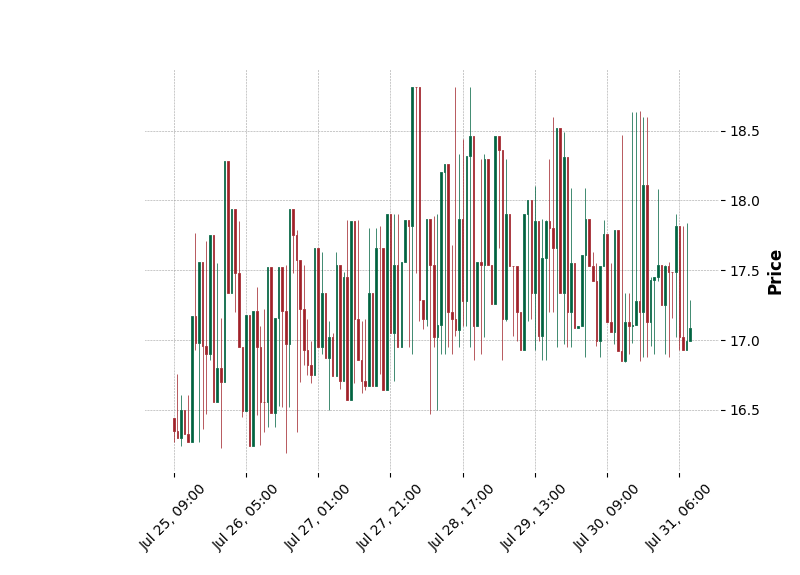 18.5
18.0
17.5
17.0
16.5
Price
Jul 25, 09:00
Jul 26, 05:00
Jul 27, 01:00
Jul 27, 21:00
Jul 28, 17:00
Jul 29, 13:00
Jul 30, 09:00
Jul 31, 06:00